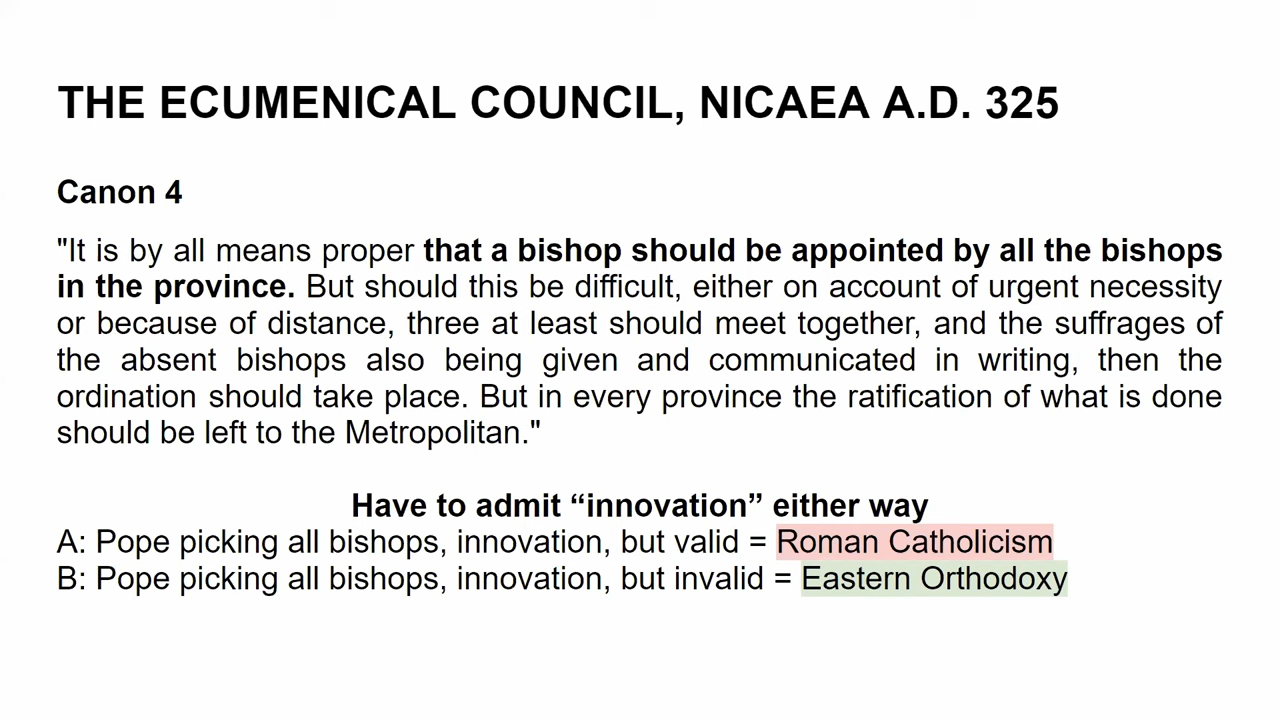 THE ECUMENICAL COUNCIL, NICAEA A.D. 325
Canon 4
"It is by all means proper that a bishop should be appointed by all the bishops
in the province. But should this be difficult, either on account of urgent necessity
or because of distance, three at least should meet together, and the suffrages of
the absent bishops also being given and communicated in writing, then the
ordination should take place. But in every province the ratification of what is done
should be left to the Metropolitan."
Have to admit “innovation” either way
A: Pope picking all bishops, innovation, but valid = Roman Catholicism
B: Pope picking all bishops, innovation, but invalid = Eastern Orthodoxy